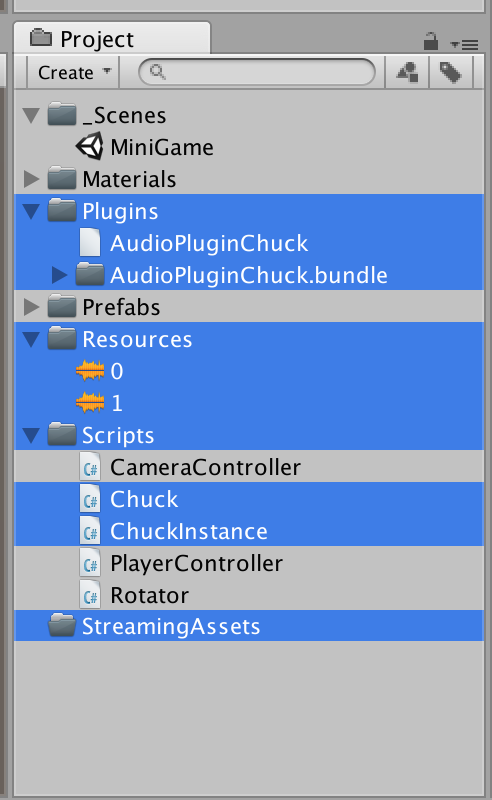 Project
Create
_Scenes
MiniGame
Materials
Plugins
AudioPluginChuck
AudioPluginChuck.bundle
Prefabs
Resources
0
1
Scripts
C# CameraController
C# Chuck
C# ChuckInstance
C# PlayerController
C# Rotator
StreamingAssets